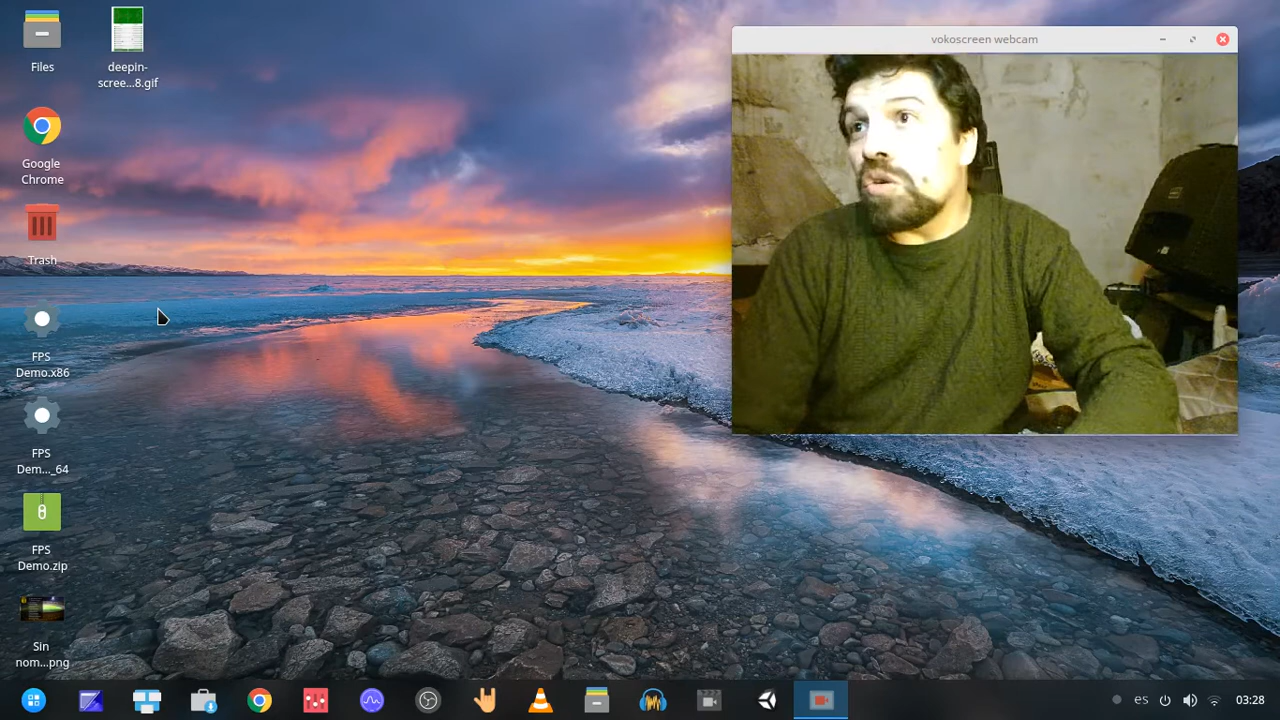 vokoscreen webcam
Files
deepin-
scree...8.gif
Google
Chrome
Trash
FPS
Demo.x86
FPS
Dem..._64
FPS
Demo.zip
Sin
nom...png
es
03:28